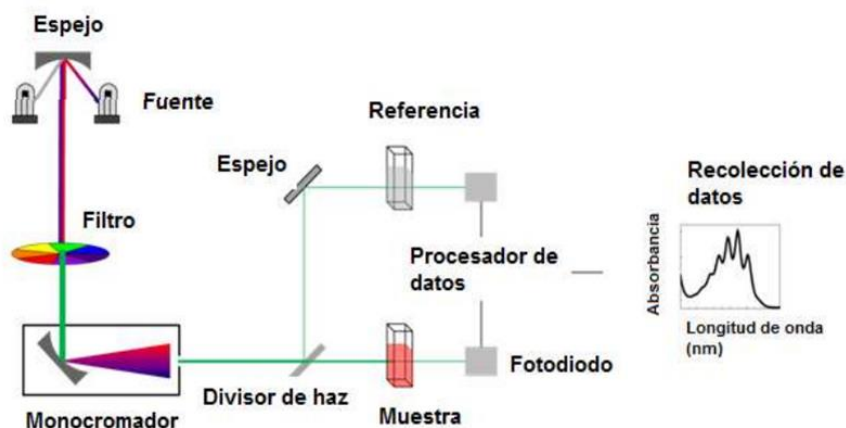 Espejo
Fuente
Referencia
Espejo
Recolección de
datos
Filtro
Procesador de
datos
Absorbancia
Longitud de onda
(nm)
Fotodiodo
Divisor de haz
Monocromador
Muestra